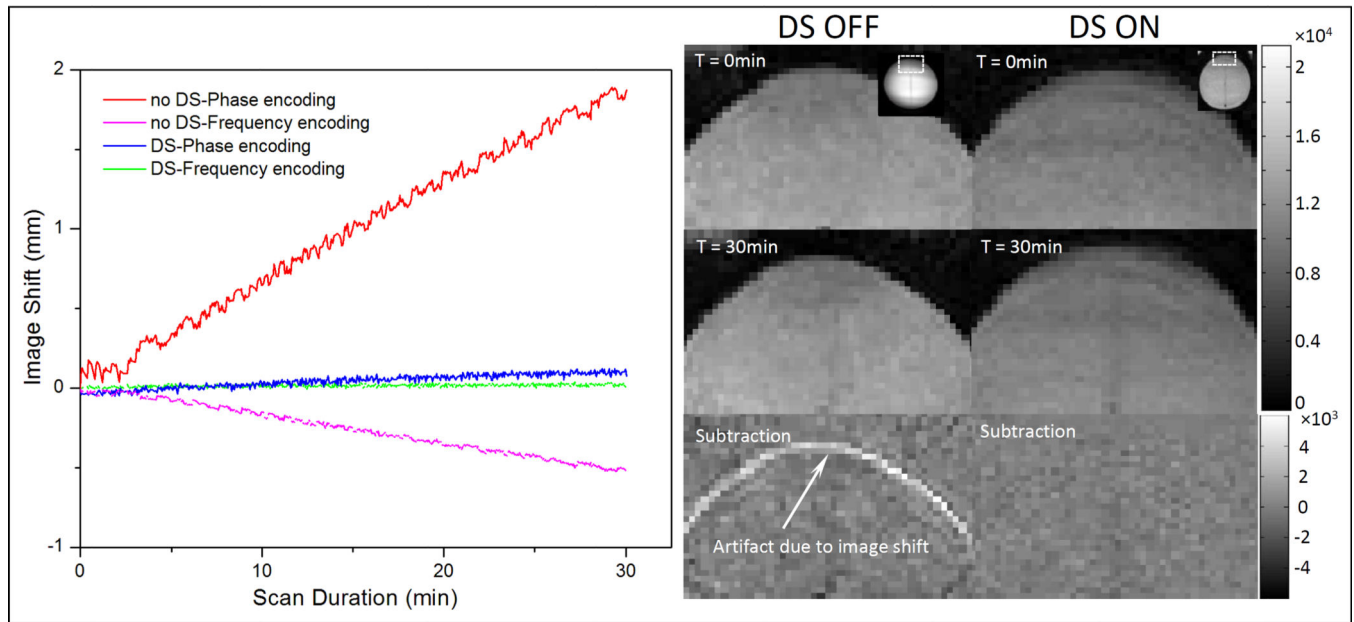 2
1
0
-1
0
10
20
30
Image Shift (mm)
Scan Duration (min)
no DS-Phase encoding
no DS-Frequency encoding
DS-Phase encoding
DS-Frequency encoding
DS OFF
DS ON
T = 0min
T = 0min
T = 30min
T = 30min
Subtraction
Subtraction
Artifact due to image shift
×10⁴
2
1.6
1.2
0.8
0.4
0
×10³
4
2
0
-2
-4